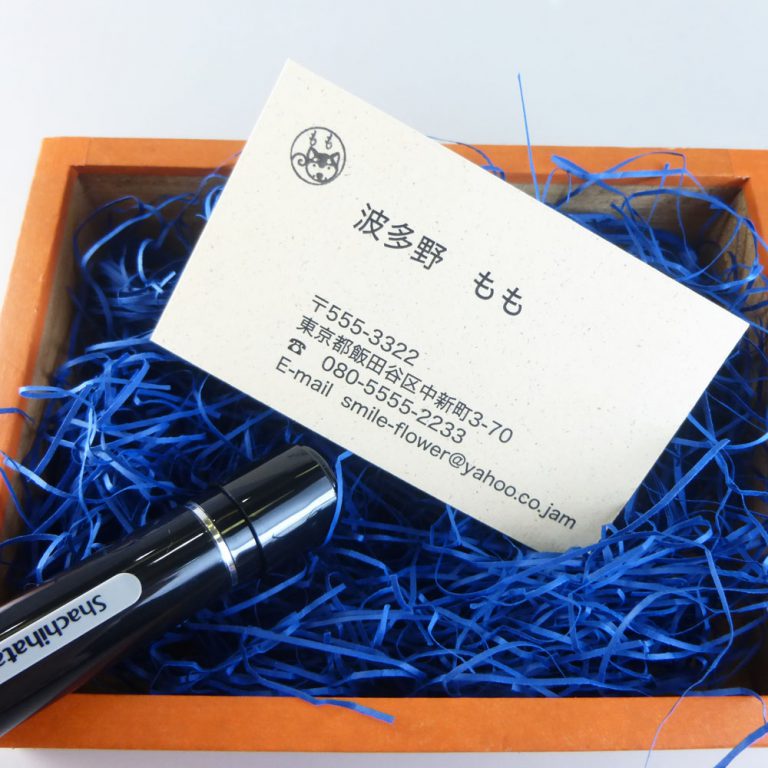 もも
波多野 もも
〒555-3322
東京都飯田谷区中新町3-70
☎ 080-5555-2233
E-mail smile-flower@yahoo.co.jam
Shachihata